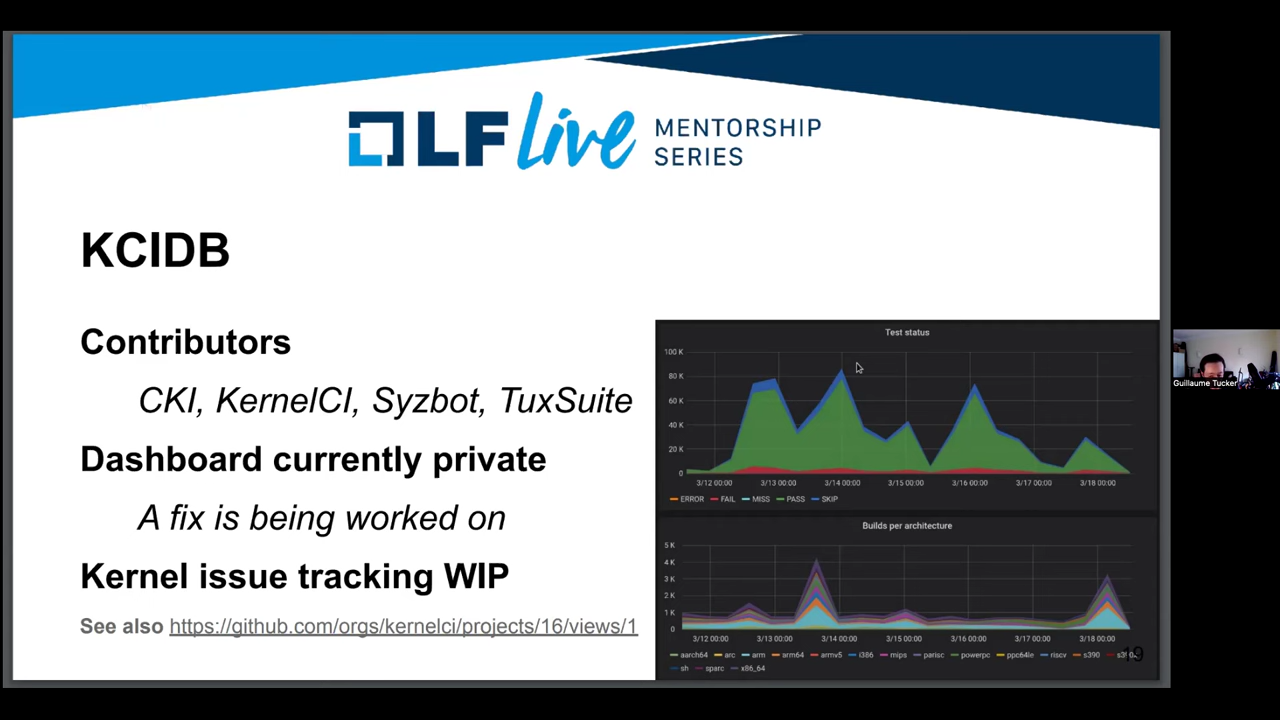 LF Live MENTORSHIP
SERIES
KCIDB
Contributors
CKI, KernelCI, Syzbot, TuxSuite
Dashboard currently private
A fix is being worked on
Kernel issue tracking WIP
See also https://github.com/orgs/kernelci/projects/16/views/1
Test status
100 K
80 K
60 K
40 K
20 K
0
3/12 00:00 3/13 00:00 3/14 00:00 3/15 00:00 3/16 00:00 3/17 00:00 3/18 00:00
ERROR FAIL MISS PASS SKIP
Builds per architecture
5 K
4 K
3 K
2 K
1 K
0
3/12 00:00 3/13 00:00 3/14 00:00 3/15 00:00 3/16 00:00 3/17 00:00 3/18 00:00
aarch64 arc arm arm64 armv5 i386 mips parisc powerpc ppc64le riscv s390
sh sparc x86_64
19
Guillaume Tucker